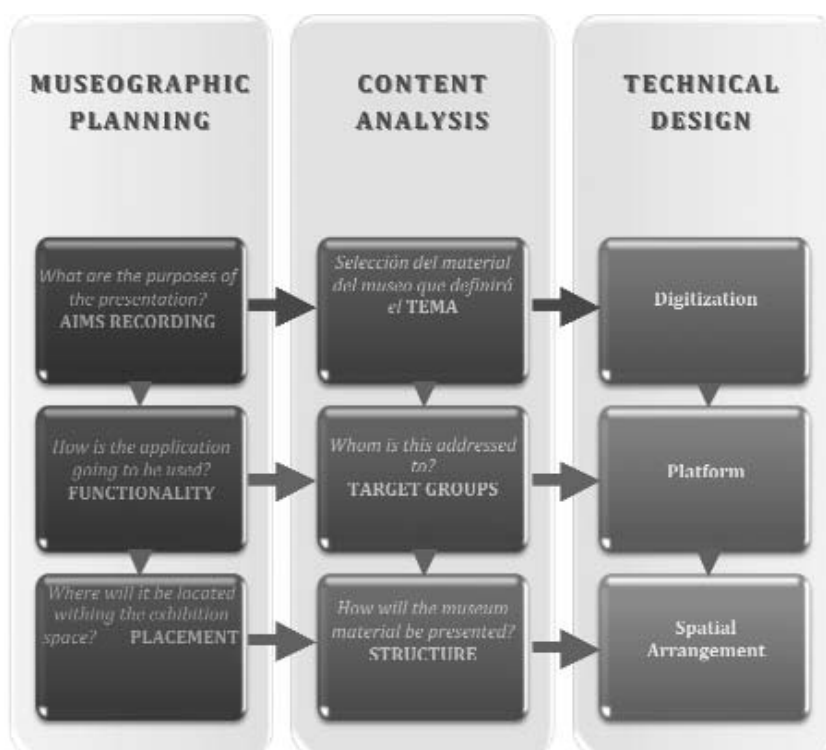 MUSEOGRAPHIC
PLANNING
What are the purposes of
the presentation?
AIMS RECORDING
How is the application
going to be used?
FUNCTIONALITY
Where will it be located
withing the exhibition
space? PLACEMENT
CONTENT
ANALYSIS
Selección del material
del museo que definirá
el TEMA
Whom is this addressed
to?
TARGET GROUPS
How will the museum
material be presented?
STRUCTURE
TECHNICAL
DESIGN
Digitization
Platform
Spatial
Arrangement